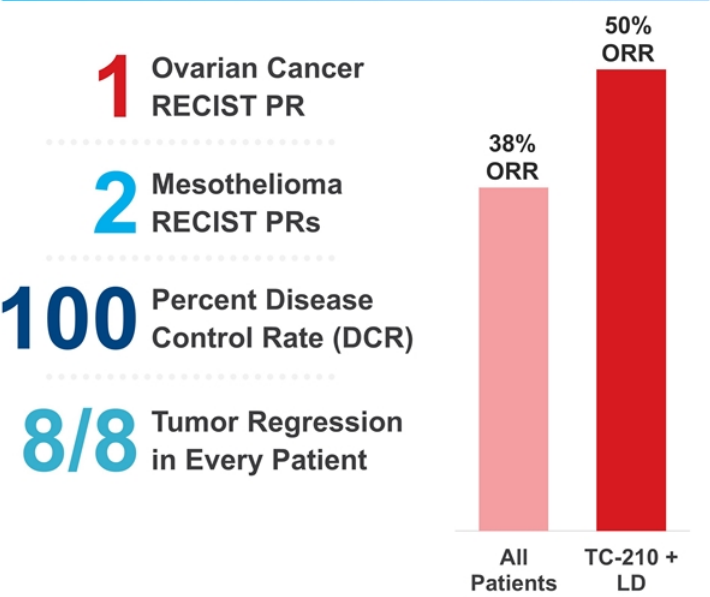 1
Ovarian Cancer
RECIST PR
2
Mesothelioma
RECIST PRs
100
Percent Disease
Control Rate (DCR)
8/8
Tumor Regression
in Every Patient
50%
ORR
38%
ORR
All
Patients
TC-210 +
LD